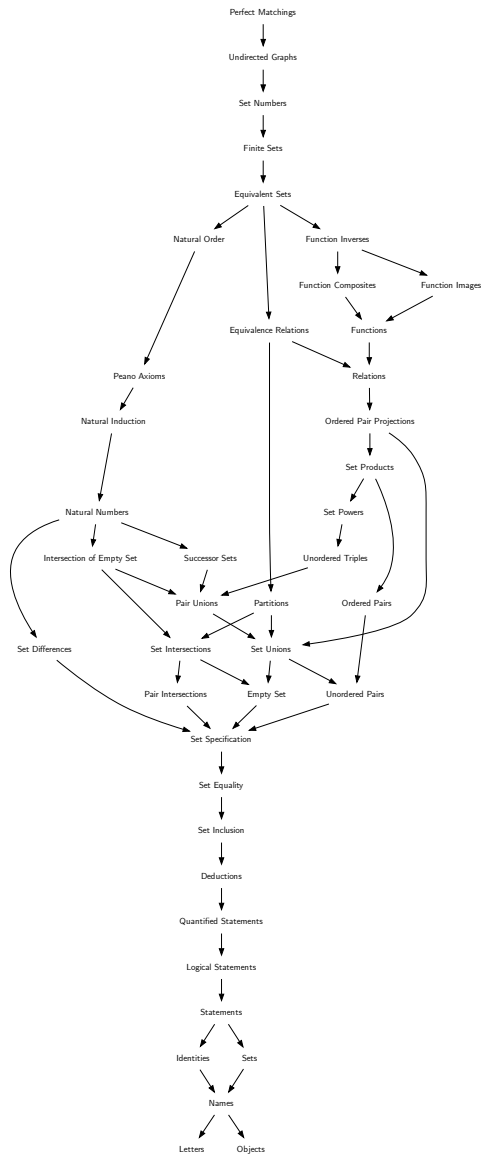 Perfect Matchings
Undirected Graphs
Set Numbers
Finite Sets
Equivalent Sets
Natural Order
Function Inverses
Function Composites
Function Images
Equivalence Relations
Functions
Peano Axioms
Relations
Natural Induction
Ordered Pair Projections
Set Products
Natural Numbers
Set Powers
Intersection of Empty Set
Successor Sets
Unordered Triples
Pair Unions
Partitions
Ordered Pairs
Set Differences
Set Intersections
Set Unions
Pair Intersections
Empty Set
Unordered Pairs
Set Specification
Set Equality
Set Inclusion
Deductions
Quantified Statements
Logical Statements
Statements
Identities
Sets
Names
Letters
Objects